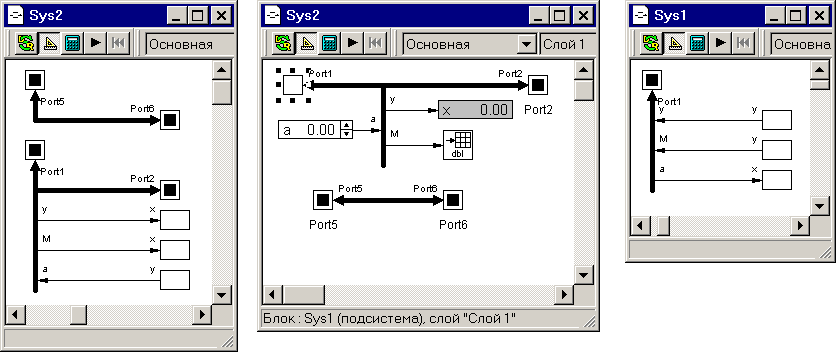 Sys2
Основная
Port5
Port6
Port1
Port2
y
x
M
x
a
y
Sys2
Основная
Слой 1
Port1
Port2
y
x 0.00
Port2
a 0.00
a
M
dbl
Port5
Port6
Port5
Port6
Блок : Sys1 (подсистема), слой "Слой 1"
Sys1
Основна
Port1
y
y
M
y
a
x